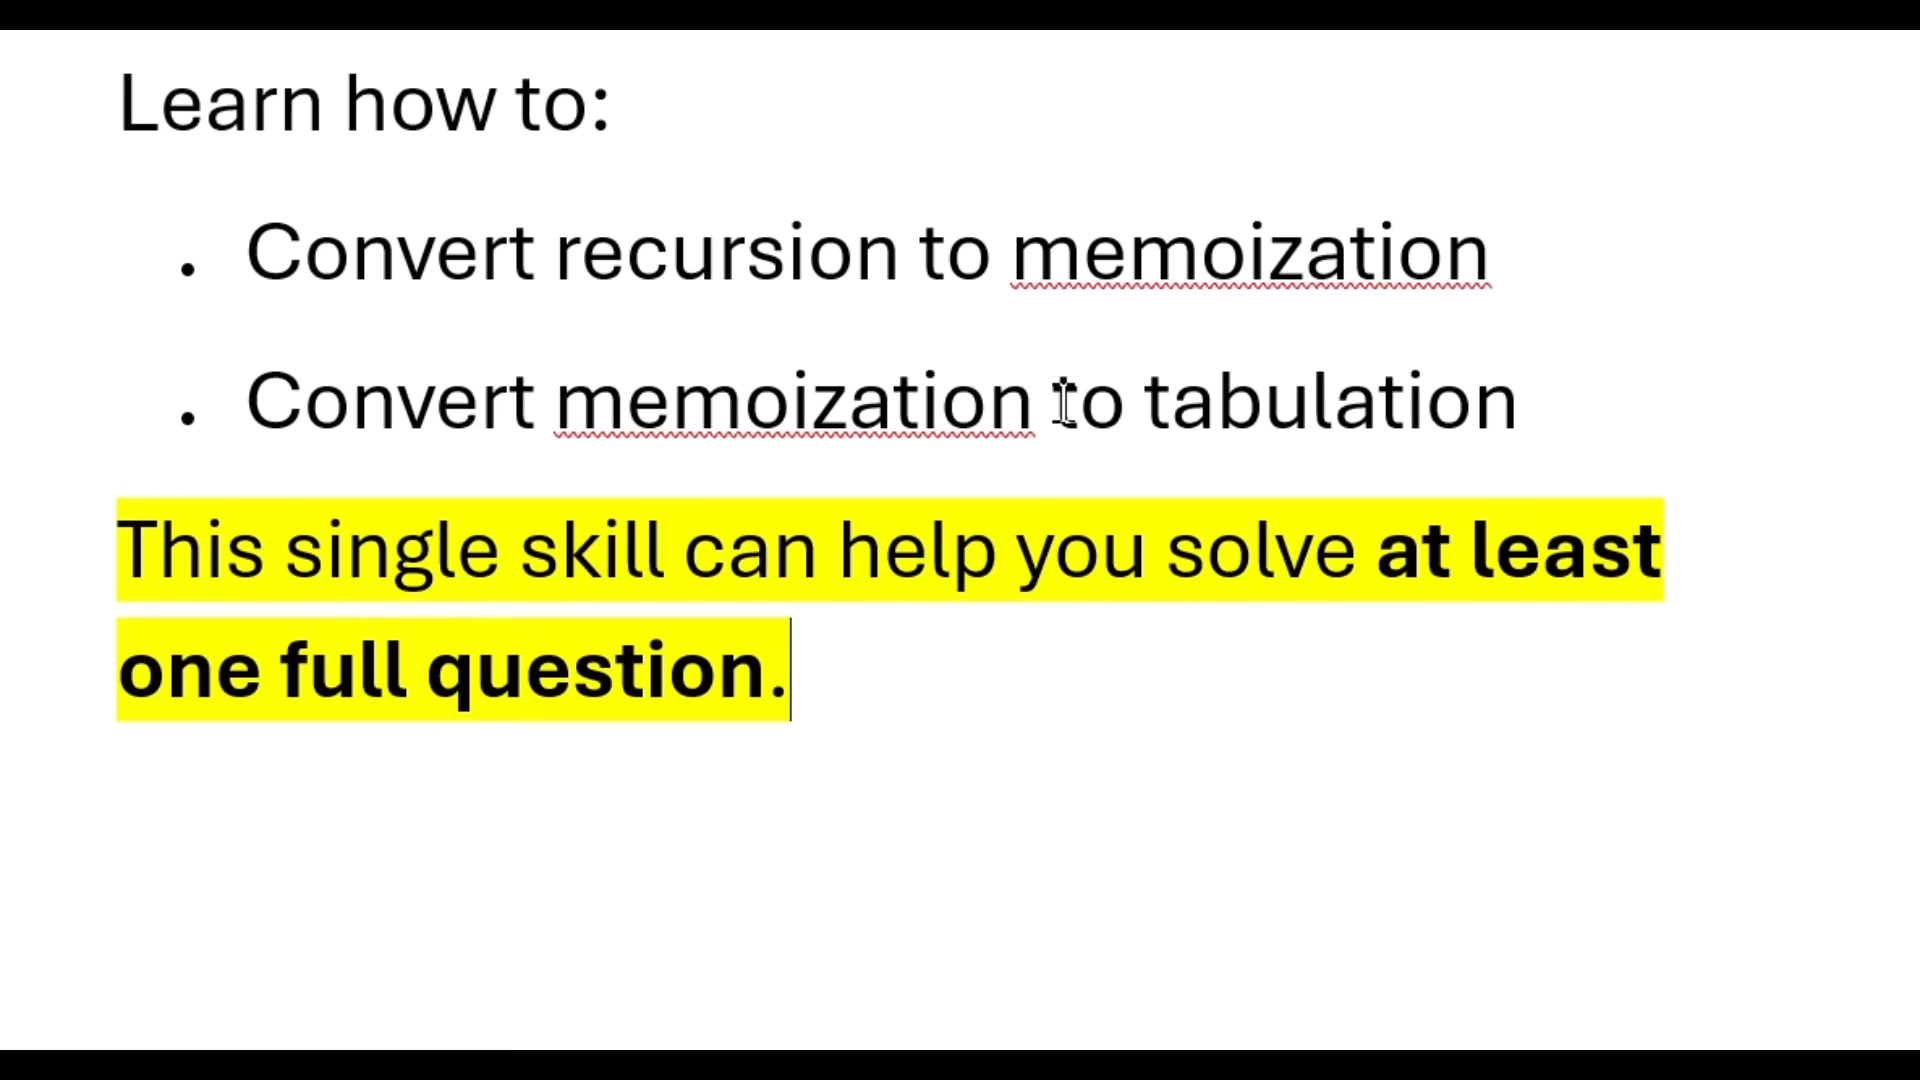 Learn how to:
• Convert recursion to memoization
• Convert memoization to tabulation
This single skill can help you solve at least
one full question.